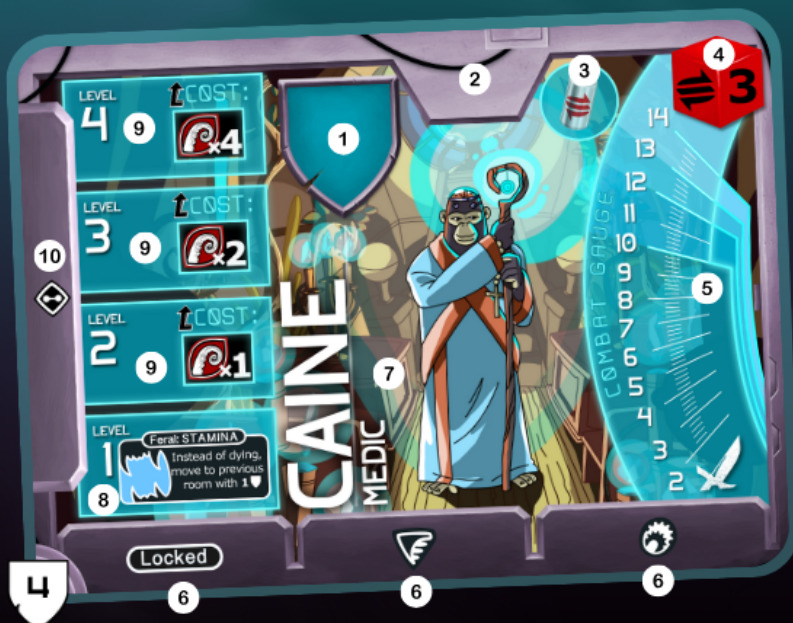 LEVEL
4
9
COST:
×4
LEVEL
3
9
×2
LEVEL
2
9
COST:
×1
LEVEL
1
8
Feral: STAMINA
Instead of dying,
move to previous
room with 1
10
1
2
3
4
3
CAINE
MEDIC
7
COMBAT GAUGE
14
13
12
11
10
9
8
7
6
5
4
3
2
5
Locked
6
6
6
4